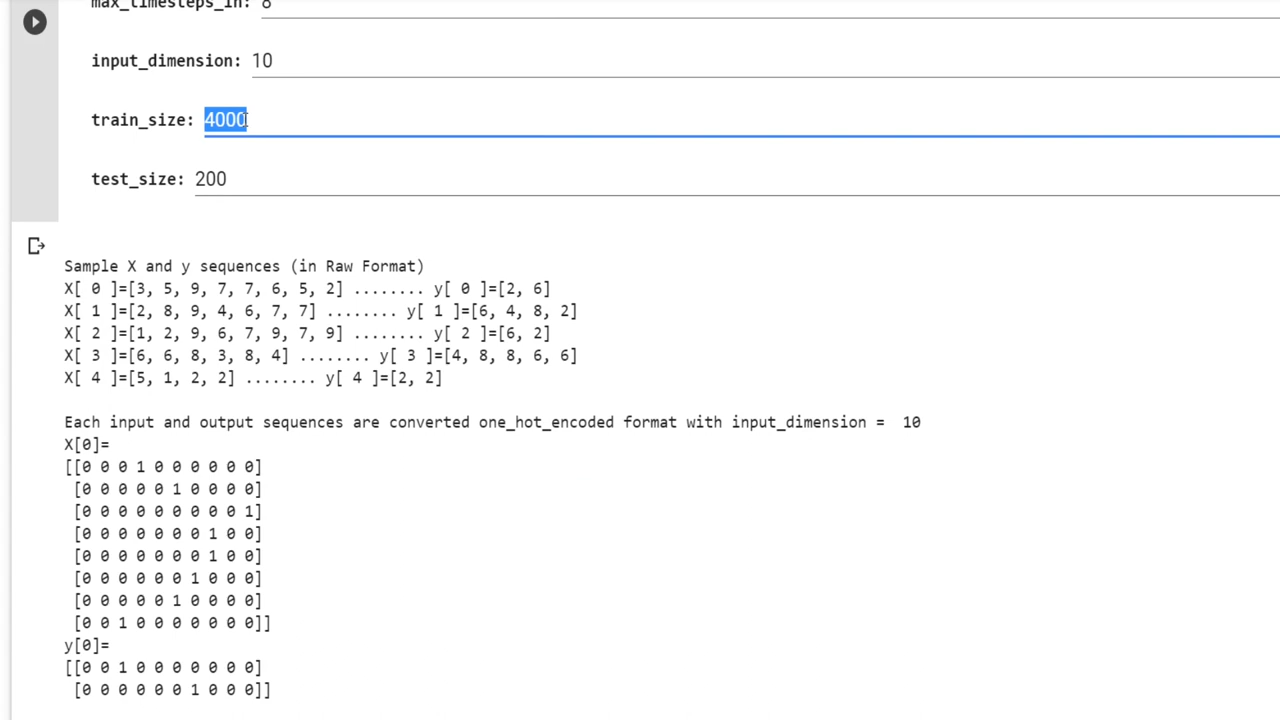 max_timesteps_in: 8
input_dimension: 10
train_size: 4000
test_size: 200
Sample X and y sequences (in Raw Format)
X[ 0 ]=[3, 5, 9, 7, 7, 6, 5, 2] ........ y[ 0 ]=[2, 6]
X[ 1 ]=[2, 8, 9, 4, 6, 7, 7] ........ y[ 1 ]=[6, 4, 8, 2]
X[ 2 ]=[1, 2, 9, 6, 7, 9, 7, 9] ........ y[ 2 ]=[6, 2]
X[ 3 ]=[6, 6, 8, 3, 8, 4] ........ y[ 3 ]=[4, 8, 8, 6, 6]
X[ 4 ]=[5, 1, 2, 2] ........ y[ 4 ]=[2, 2]
Each input and output sequences are converted one_hot_encoded format with input_dimension =  10
X[0]=
[[0 0 0 1 0 0 0 0 0 0]
[0 0 0 0 0 1 0 0 0 0]
[0 0 0 0 0 0 0 0 0 1]
[0 0 0 0 0 0 0 1 0 0]
[0 0 0 0 0 0 0 1 0 0]
[0 0 0 0 0 0 1 0 0 0]
[0 0 0 0 0 1 0 0 0 0]
[0 0 1 0 0 0 0 0 0 0]]
y[0]=
[[0 0 1 0 0 0 0 0 0 0]
[0 0 0 0 0 0 1 0 0 0]]